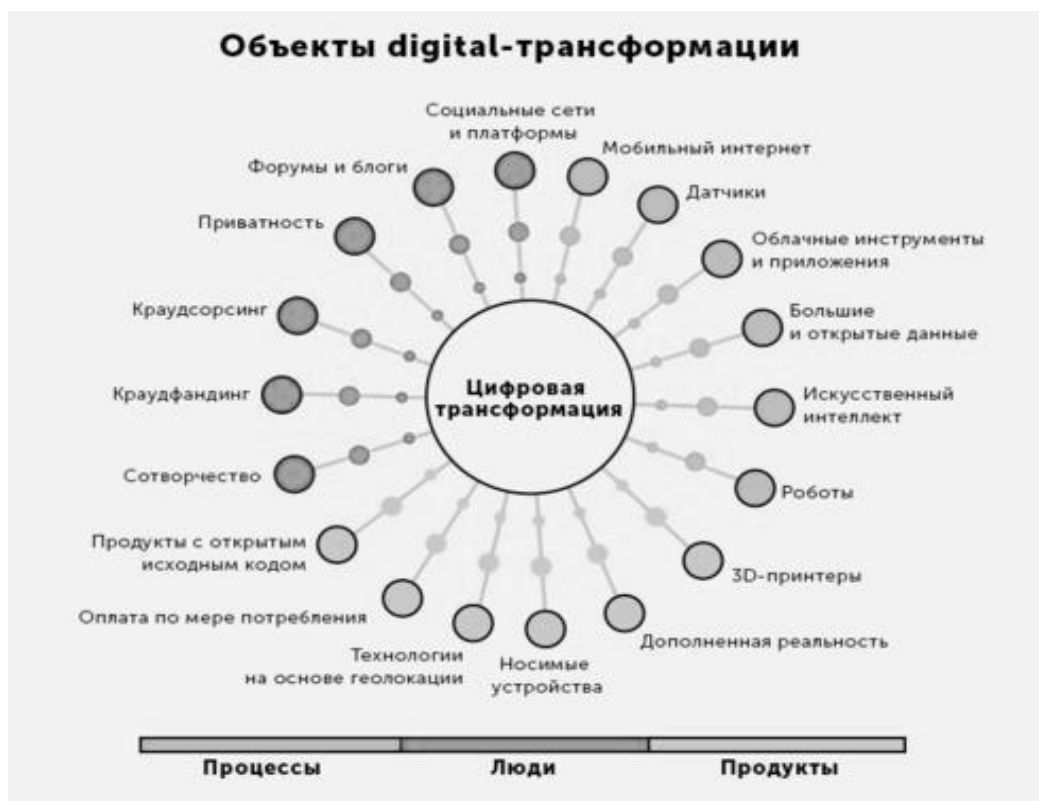 Объекты digital-трансформации
Социальные сети
и платформы
Мобильный интернет
Форумы и блоги
Датчики
Приватность
Облачные инструменты
и приложения
Краудсорсинг
Большие
и открытые данные
Краудфандинг
Цифровая
трансформация
Искусственный
интеллект
Сотворчество
Роботы
Продукты с открытым
исходным кодом
3D-принтеры
Оплата по мере потребления
Дополненная реальность
Технологии
на основе геолокации
Носимые
устройства
Процессы
Люди
Продукты